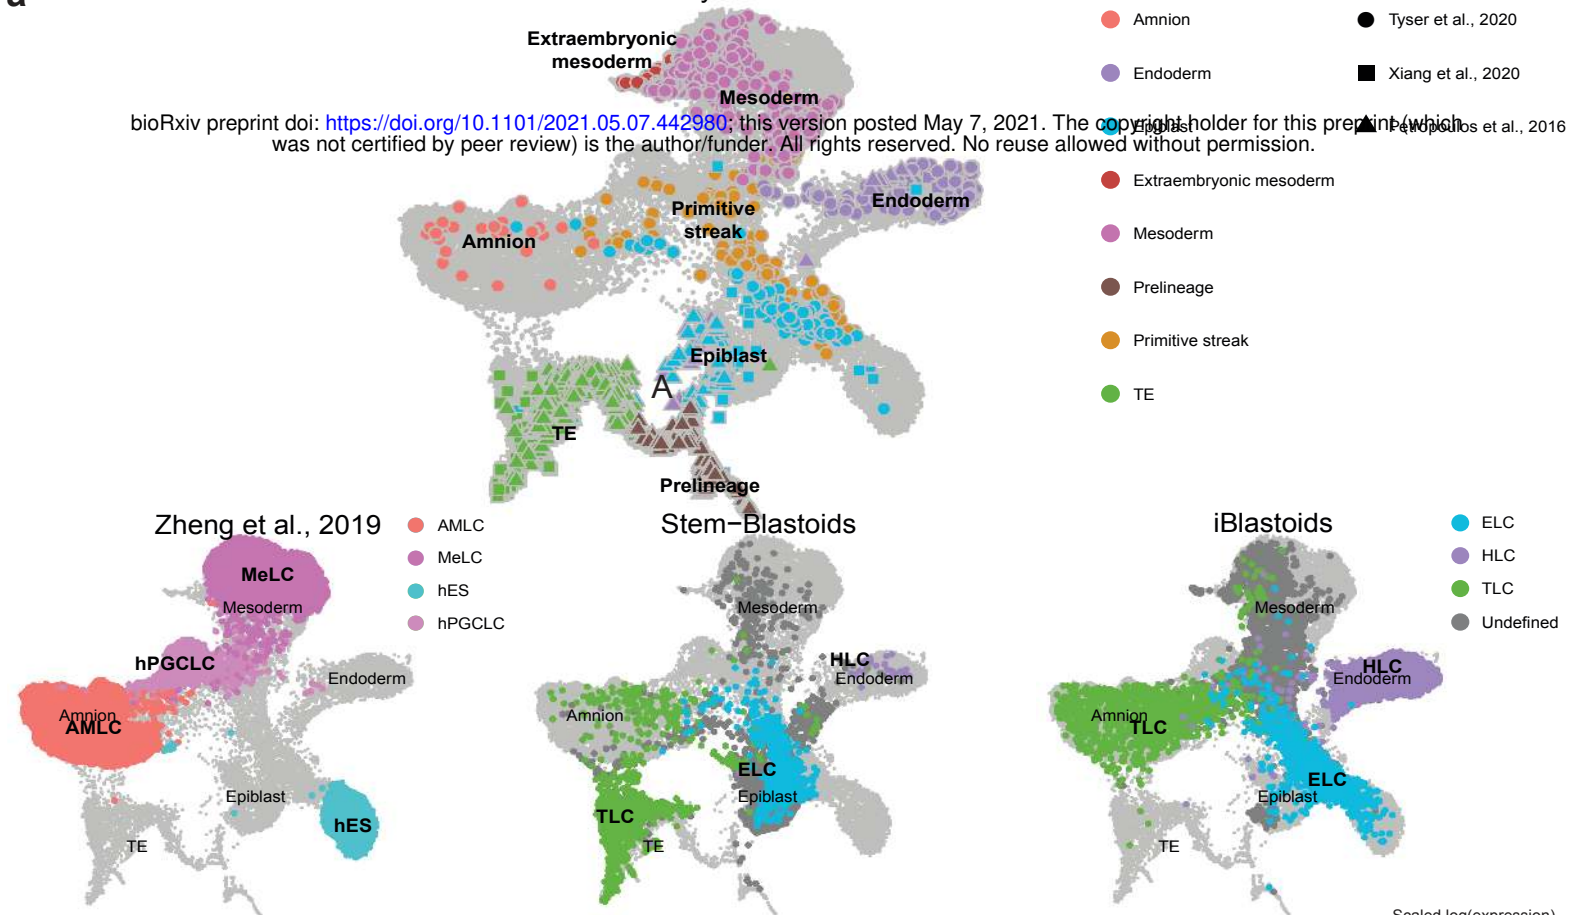 a
Extraembryonic
mesoderm
Mesoderm
Primitive
streak
Endoderm
Amnion
Epiblast
A
TE
Prelineage
Amnion
Endoderm
Epiblast
Extraembryonic mesoderm
Mesoderm
Prelineage
Primitive streak
TE
Tyser et al., 2020
Xiang et al., 2020
Petropoulos et al., 2016
bioRxiv preprint doi: https://doi.org/10.1101/2021.05.07.442980; this version posted May 7, 2021. The copyright holder for this preprint (which
was not certified by peer review) is the author/funder. All rights reserved. No reuse allowed without permission.
Zheng et al., 2019
AMLC
MeLC
hES
hPGCLC
MeLC
Mesoderm
hPGCLC
Endoderm
Amnion
AMLC
Epiblast
hES
TE
Stem-Blastoids
Mesoderm
HLC
Endoderm
Amnion
ELC
Epiblast
TLC
TE
iBlastoids
ELC
HLC
TLC
Undefined
Mesoderm
HLC
Endoderm
Amnion
TLC
ELC
Epiblast
TE
Scaled log(expression)